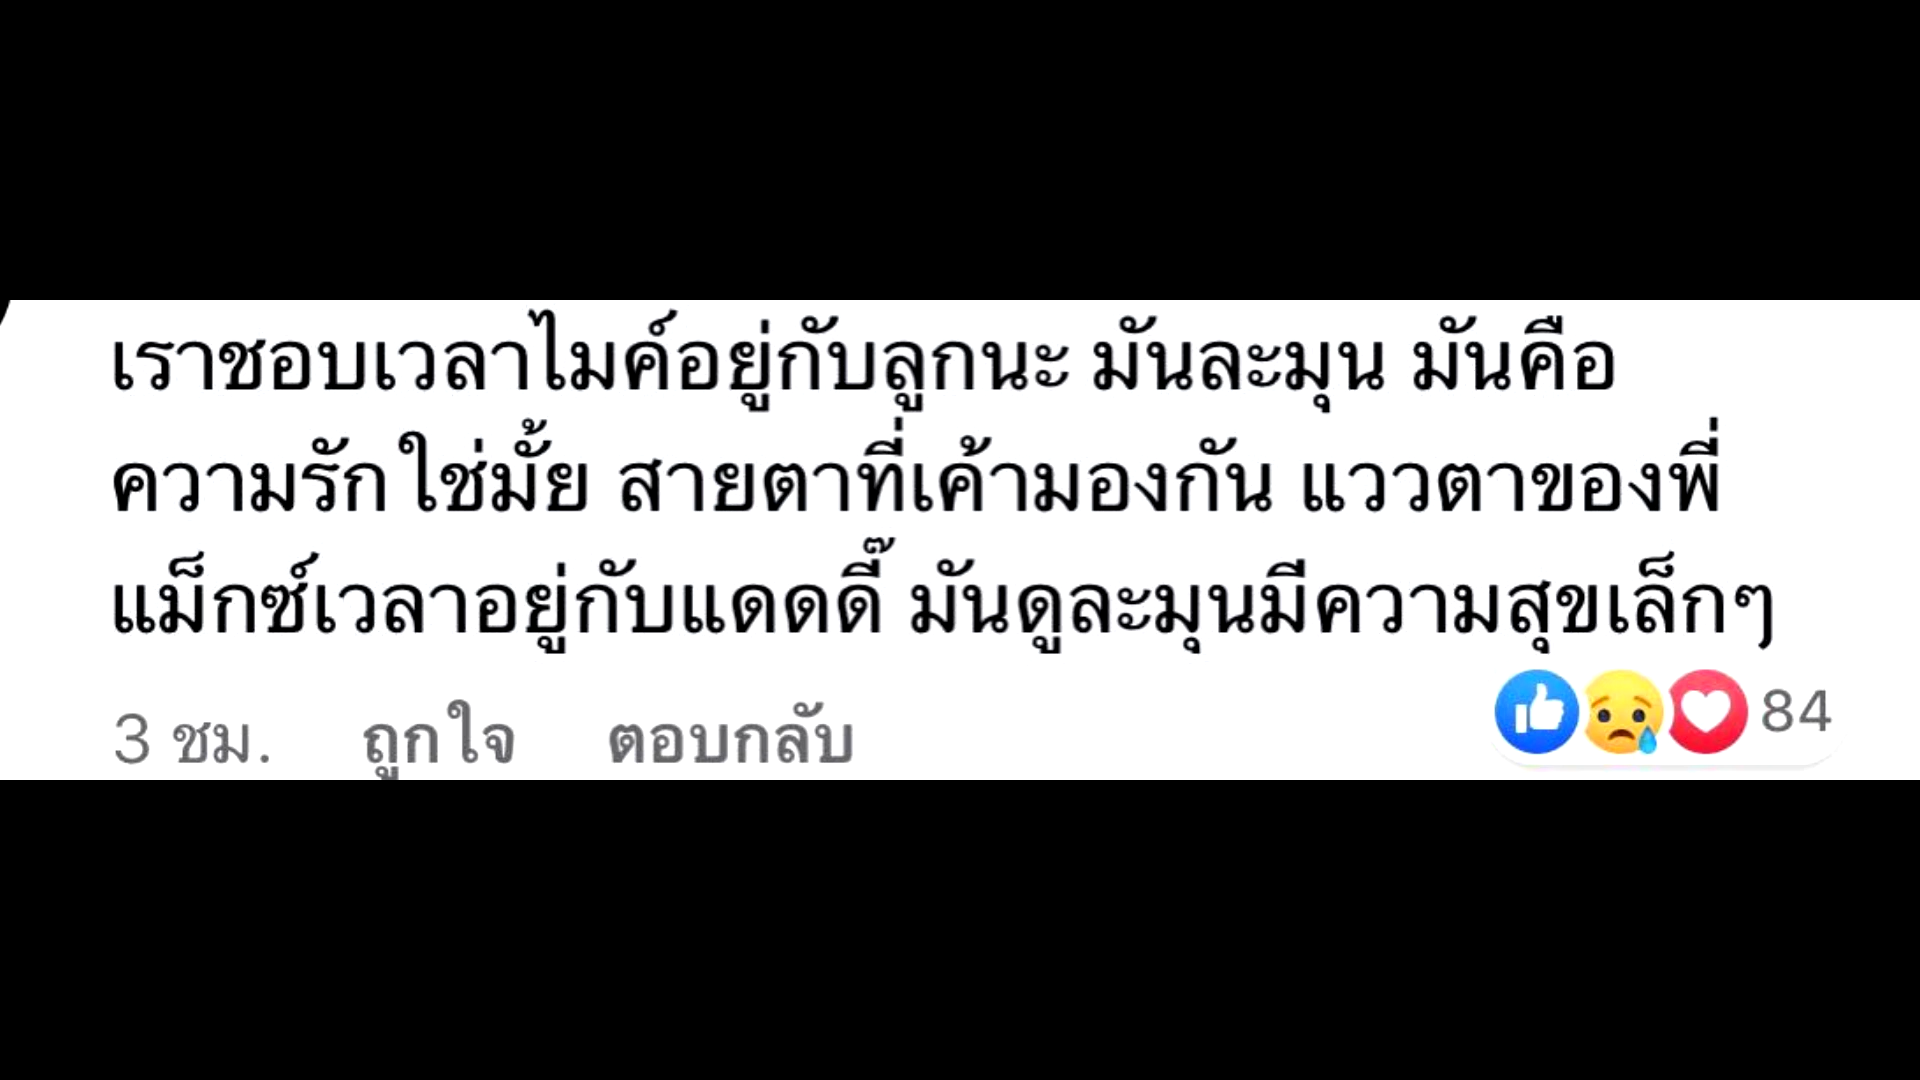 เราชอบเวลาไมค์อยู่กับลูกนะ มันละมุน มันคือ
ความรักใช่มั้ย สายตาที่เค้ามองกัน แววตาของพี่
แม็กซ์เวลาอยู่กับแดดดี๊ มันดูละมุนมีความสุขเล็กๆ
3 ชม. ถูกใจ ตอบกลับ 84